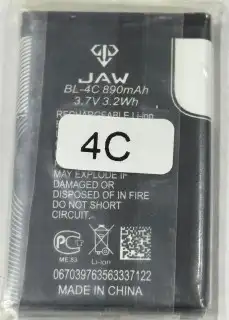 JAW
BL-4C 890mAh
3.7V 3.2Wh
RECHARGEABLE Li-ion
4C
MAY EXPLODE IF
DAMAGED OR
DISPOSED OF IN FIRE
DO NOT SHORT
CIRCUIT.
ME 83
Li-ion
067039763563337122
MADE IN CHINA